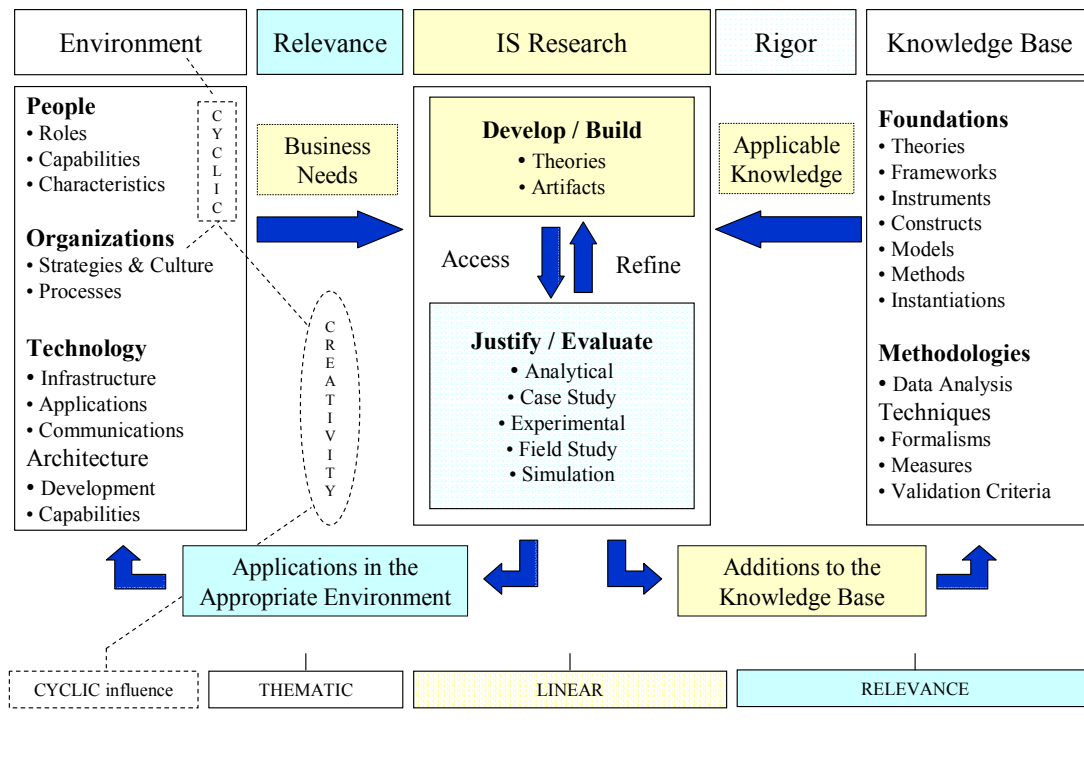 Environment
Relevance
IS Research
Rigor
Knowledge Base
People
• Roles
• Capabilities
• Characteristics
Organizations
• Strategies & Culture
• Processes
Technology
• Infrastructure
• Applications
• Communications
Architecture
• Development
• Capabilities
CYCLIC
CREATIVITY
Business
Needs
Develop / Build
• Theories
• Artifacts
Access
Refine
Justify / Evaluate
• Analytical
• Case Study
• Experimental
• Field Study
• Simulation
Applicable
Knowledge
Foundations
• Theories
• Frameworks
• Instruments
• Constructs
• Models
• Methods
• Instantiations
Methodologies
• Data Analysis
Techniques
• Formalisms
• Measures
• Validation Criteria
Applications in the
Appropriate Environment
Additions to the
Knowledge Base
CYCLIC influence
THEMATIC
LINEAR
RELEVANCE